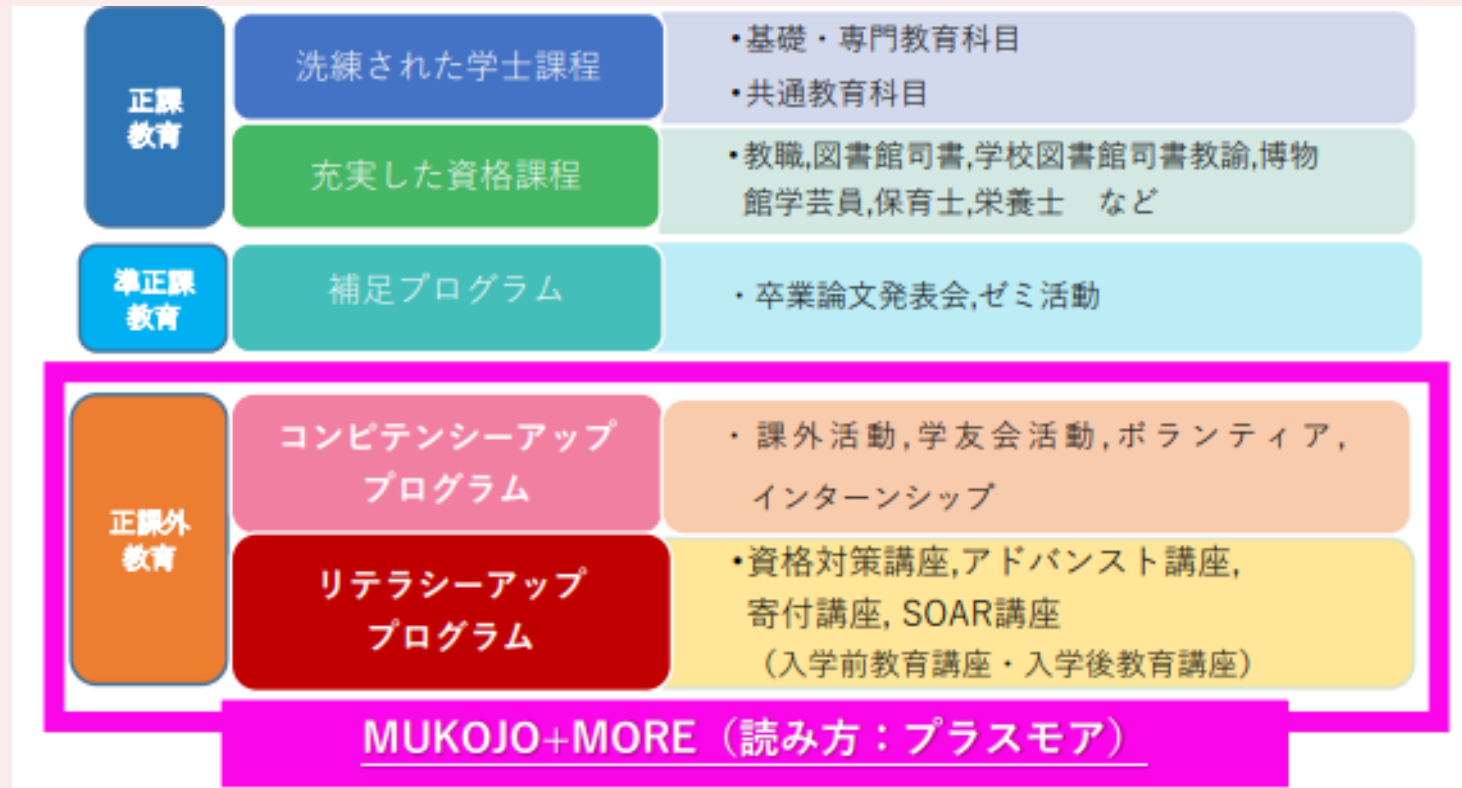 正課
教育
洗練された学士課程
•基礎・専門教育科目
•共通教育科目
充実した資格課程
•教職,図書館司書,学校図書館司書教諭,博物
館学芸員,保育士,栄養士　など
準正課
教育
補足プログラム
・卒業論文発表会,ゼミ活動
正課外
教育
コンピテンシーアップ
プログラム
・課外活動,学友会活動,ボランティア,
インターンシップ
リテラシーアップ
プログラム
•資格対策講座,アドバンスト講座,
寄付講座, SOAR講座
（入学前教育講座・入学後教育講座）
MUKOJO+MORE（読み方：プラスモア）